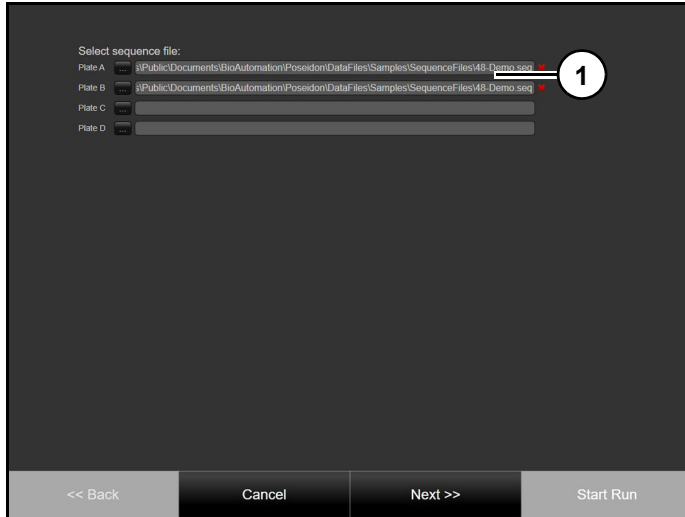 Select sequence file:
Plate A ... s\Public\Documents\BioAutomation\Poseidon\DataFiles\Samples\SequenceFiles\48-Demo.seq 1
Plate B ... s\Public\Documents\BioAutomation\Poseidon\DataFiles\Samples\SequenceFiles\48-Demo.seq
Plate C ...
Plate D ...
<< Back Cancel Next >> Start Run